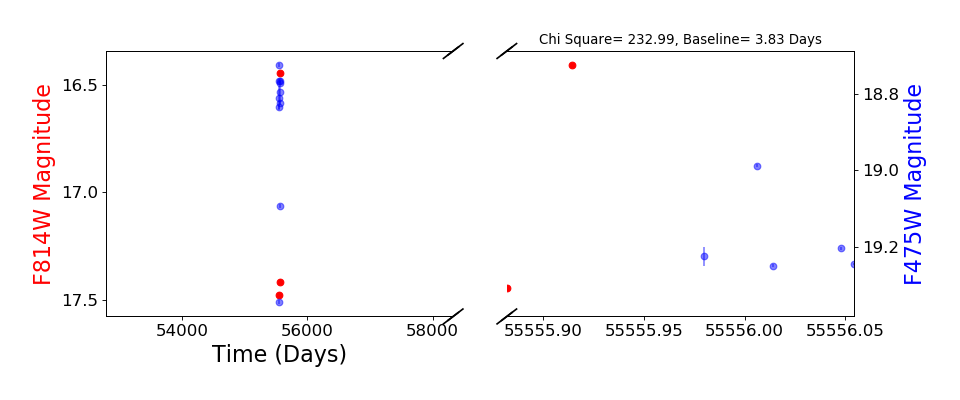 Chi Square= 232.99, Baseline= 3.83 Days
F814W Magnitude
16.5
17.0
17.5
54000 56000 58000
Time (Days)
55555.90 55555.95 55556.00 55556.05
18.8
19.0
19.2
F475W Magnitude